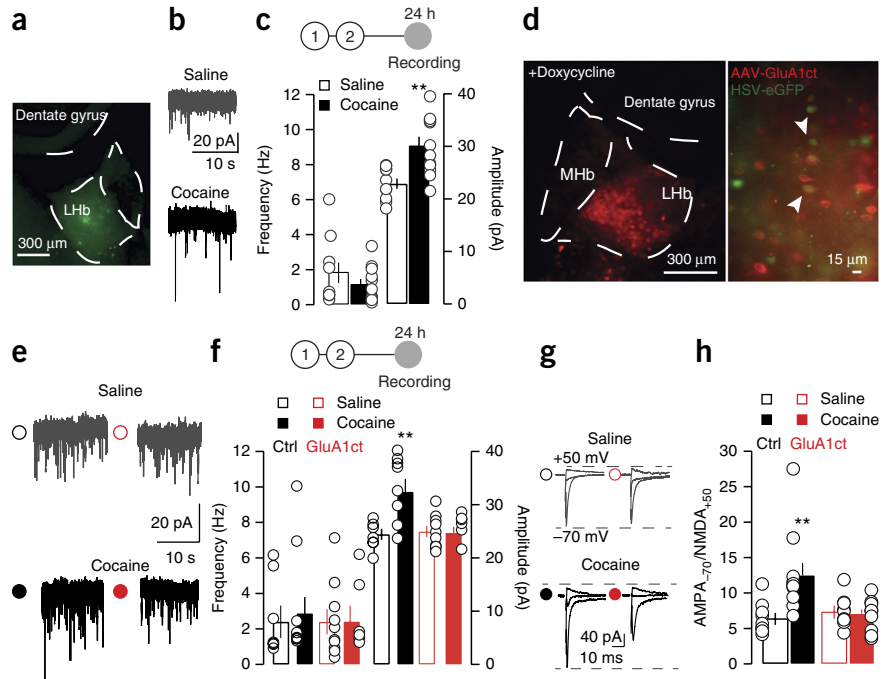 a
Dentate gyrus
LHb
300 μm
b
Saline
20 pA
10 s
Cocaine
c
1 2
24 h
Recording
Saline
Cocaine
**
12
10
8
6
4
2
0
Frequency (Hz)
40
30
20
10
0
Amplitude (pA)
d
+Doxycycline
Dentate gyrus
MHb
LHb
300 μm
AAV-GluA1ct
HSV-eGFP
15 μm
e
Saline
20 pA
10 s
Cocaine
f
1 2
24 h
Recording
Saline
Cocaine
Ctrl GluA1ct
**
12
10
8
6
4
2
0
Frequency (Hz)
40
30
20
10
0
Amplitude (pA)
g
Saline
+50 mV
–70 mV
Cocaine
40 pA
10 ms
h
Saline
Cocaine
Ctrl GluA1ct
**
30
25
20
15
10
5
0
AMPA–70/NMDA+50